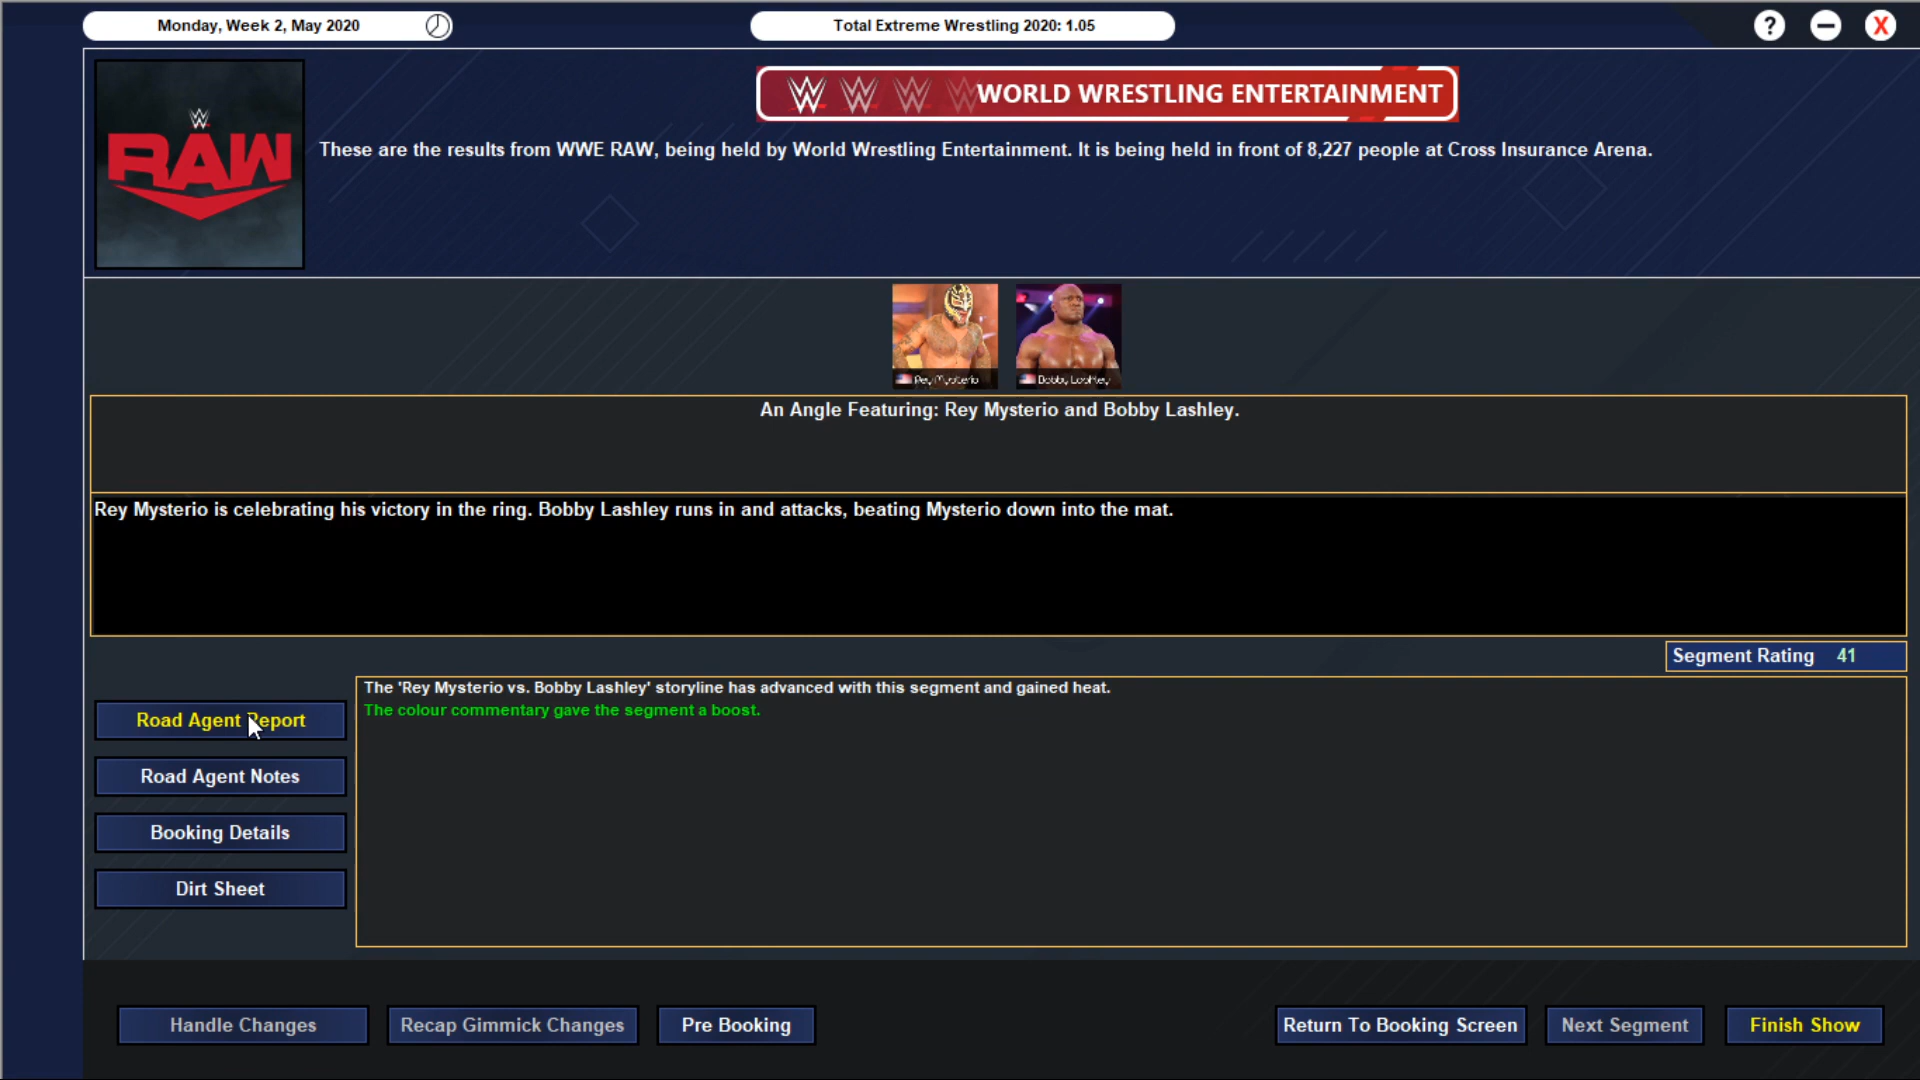 Monday, Week 2, May 2020
Total Extreme Wrestling 2020: 1.05
?
X
W
RAW
WORLD WRESTLING ENTERTAINMENT
These are the results from WWE RAW, being held by World Wrestling Entertainment. It is being held in front of 8,227 people at Cross Insurance Arena.
Rey Mysterio
Bobby Lashley
An Angle Featuring: Rey Mysterio and Bobby Lashley.
Rey Mysterio is celebrating his victory in the ring. Bobby Lashley runs in and attacks, beating Mysterio down into the mat.
Segment Rating 41
The 'Rey Mysterio vs. Bobby Lashley' storyline has advanced with this segment and gained heat.
The colour commentary gave the segment a boost.
Road Agent Report
Road Agent Notes
Booking Details
Dirt Sheet
Handle Changes
Recap Gimmick Changes
Pre Booking
Return To Booking Screen
Next Segment
Finish Show